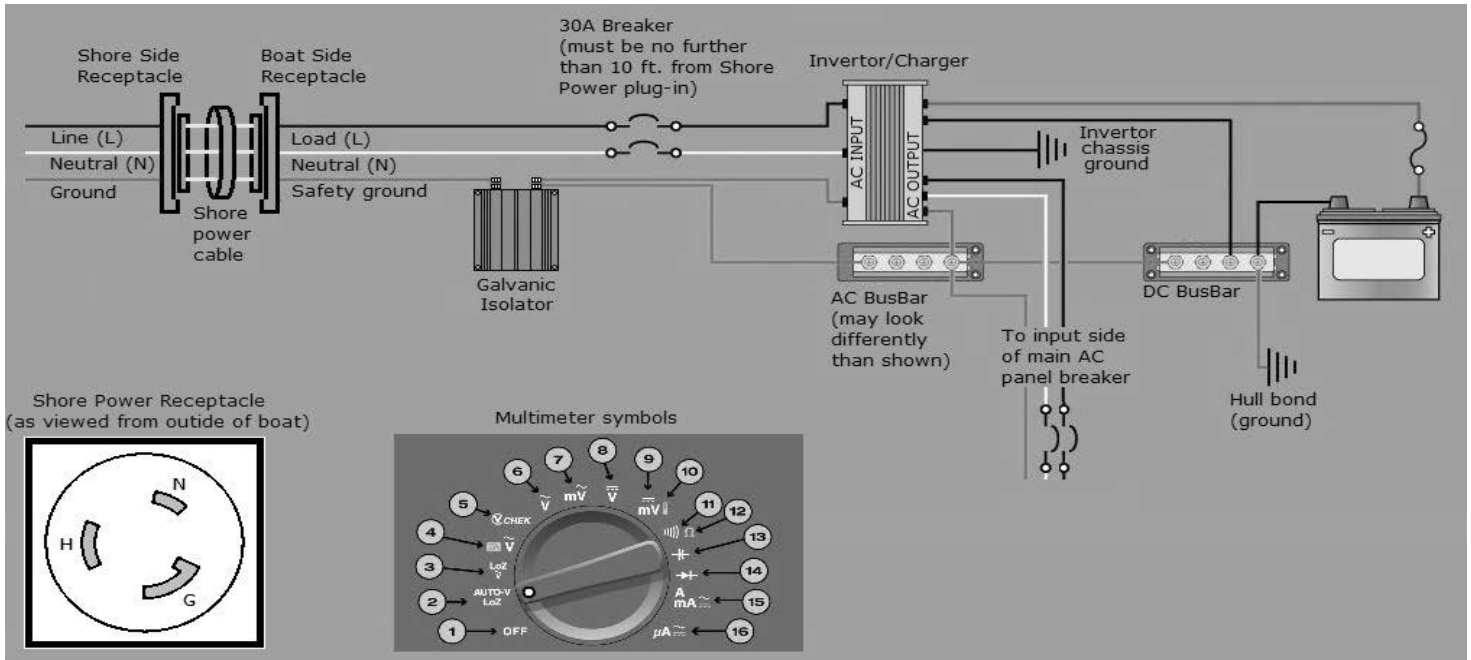 Shore Side
Receptacle
Boat Side
Receptacle
30A Breaker
(must be no further
than 10 ft. from Shore
Power plug-in)
Invertor/Charger
Line (L)
Neutral (N)
Ground
Load (L)
Neutral (N)
Safety ground
Shore
power
cable
Galvanic
Isolator
AC INPUT
AC OUTPUT
Invertor
chassis
ground
- +
AC BusBar
(may look
differently
than shown)
DC BusBar
To input side
of main AC
panel breaker
Hull bond
(ground)
Shore Power Receptacle
(as viewed from outide of boat)
N
H
G
Multimeter symbols
1 OFF
2 AUTO-V
LoZ
3 LoZ
V
4 V
5 VCHEK
6 V
7 mV
8 V
9 mV
10
11
12 Ω
13
14
15 A
mA
16 µA